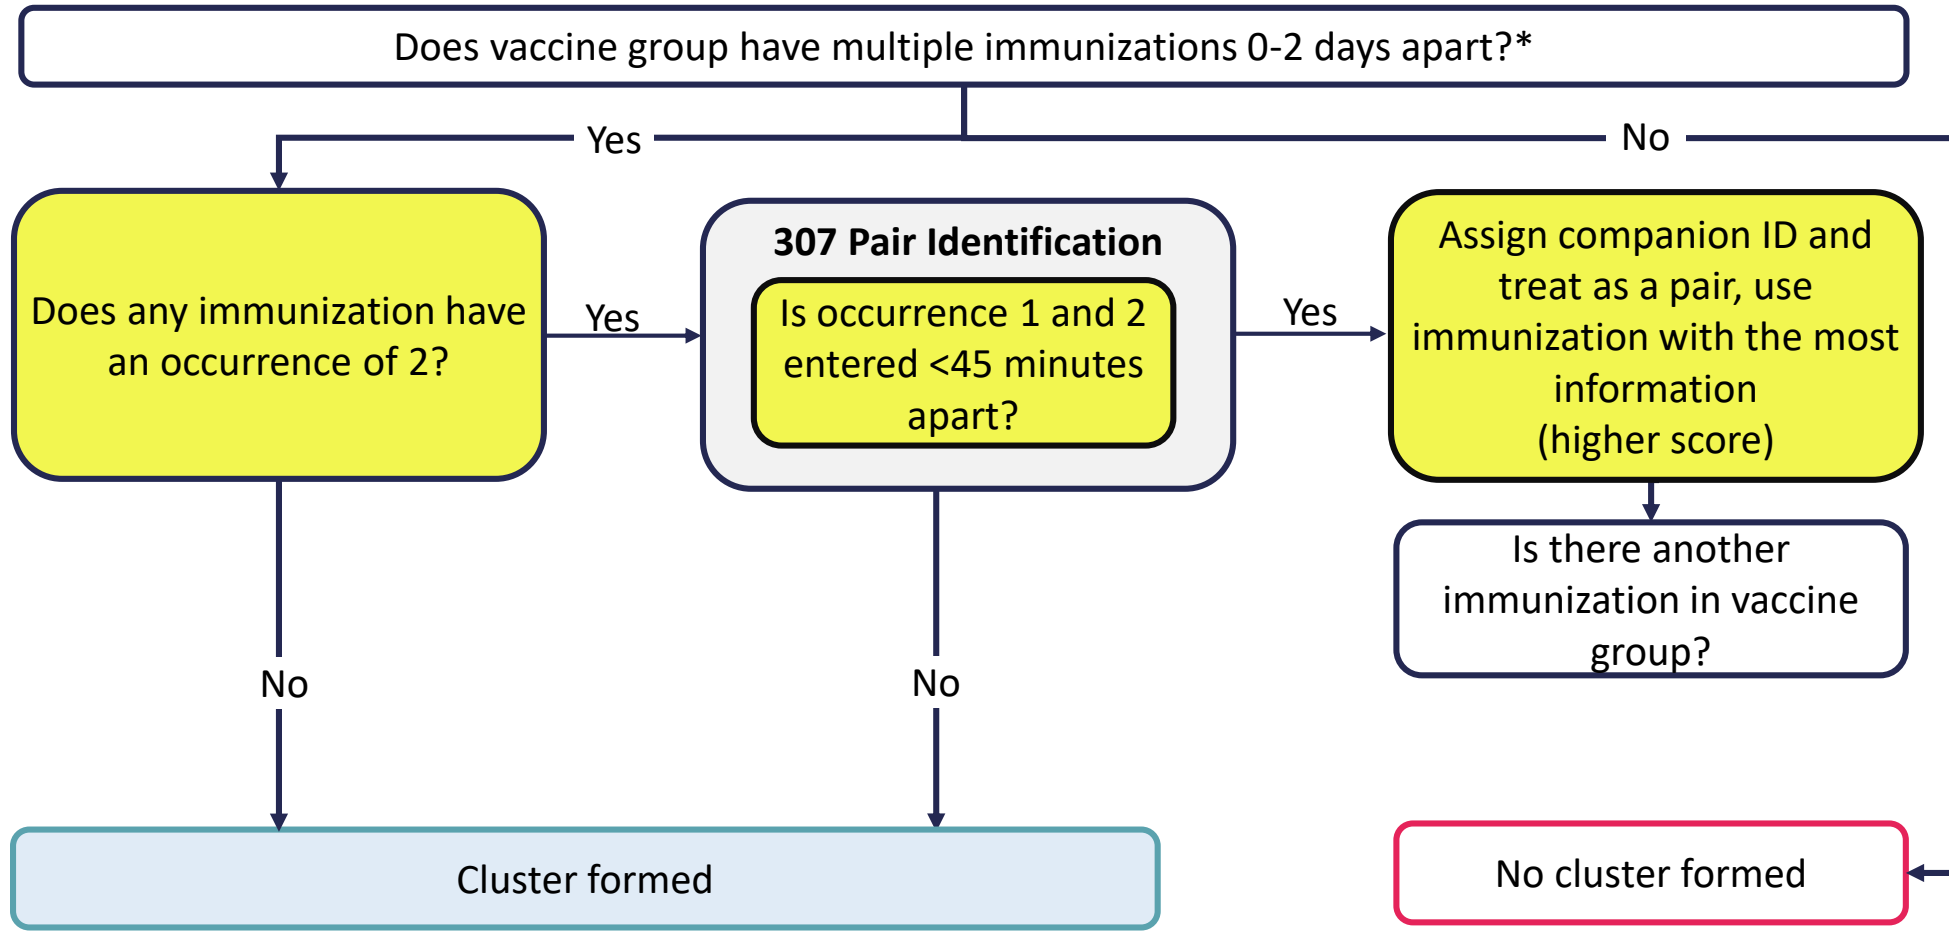 Does vaccine group have multiple immunizations 0-2 days apart?*
Yes
No
Does any immunization have
an occurrence of 2?
Yes
307 Pair Identification
Is occurrence 1 and 2
entered <45 minutes
apart?
Yes
Assign companion ID and
treat as a pair, use
immunization with the most
information
(higher score)
Is there another
immunization in vaccine
group?
No
No
Cluster formed
No cluster formed